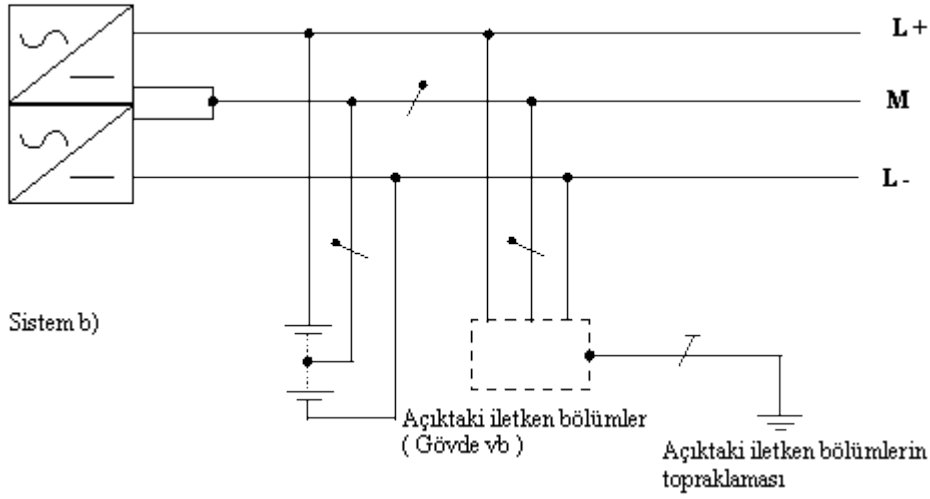 L+
M
L-
Sistem b)
Açıktaki iletken bölümler
( Gövde vb )
Açıktaki iletken bölümlerin
topraklaması